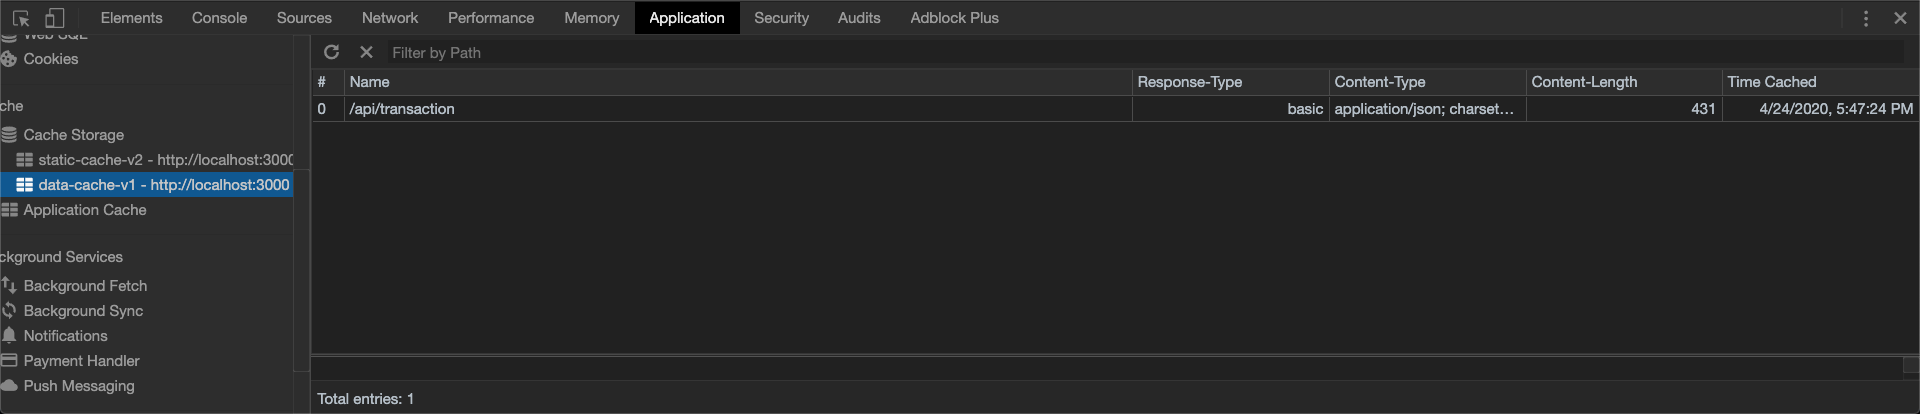 Elements Console Sources Network Performance Memory Application Security Audits Adblock Plus
Web SQL
Cookies
che
Cache Storage
static-cache-v2 - http://localhost:3000
data-cache-v1 - http://localhost:3000
Application Cache
ckground Services
Background Fetch
Background Sync
Notifications
Payment Handler
Push Messaging
Filter by Path
# Name Response-Type Content-Type Content-Length Time Cached
0 /api/transaction basic application/json; charset... 431 4/24/2020, 5:47:24 PM
Total entries: 1